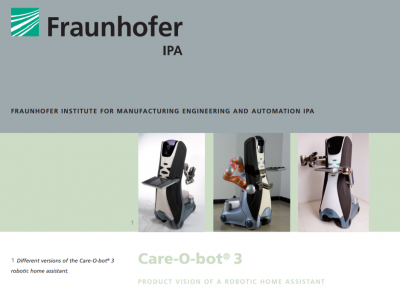 Fraunhofer
IPA
FRAUNHOFER INSTITUTE FOR MANUFACTURING ENGINEERING AND AUTOMATION IPA
1
1 Different versions of the Care-O-bot® 3
robotic home assistant.
Care-O-bot® 3
PRODUCT VISION OF A ROBOTIC HOME ASSISTANT